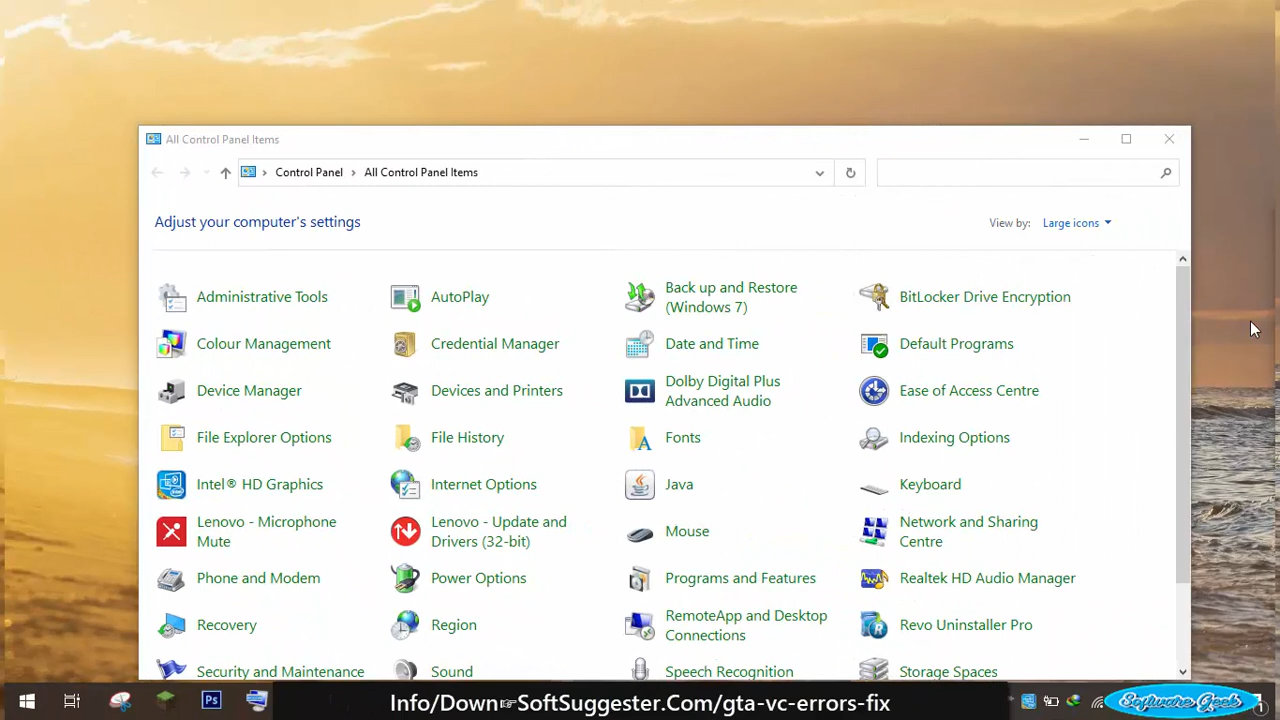 All Control Panel Items
Control Panel > All Control Panel Items
Adjust your computer's settings
View by: Large icons
Administrative Tools
AutoPlay
Back up and Restore
(Windows 7)
BitLocker Drive Encryption
Colour Management
Credential Manager
Date and Time
Default Programs
Device Manager
Devices and Printers
Dolby Digital Plus
Advanced Audio
Ease of Access Centre
File Explorer Options
File History
Fonts
Indexing Options
Intel® HD Graphics
Internet Options
Java
Keyboard
Lenovo - Microphone
Mute
Lenovo - Update and
Drivers (32-bit)
Mouse
Network and Sharing
Centre
Phone and Modem
Power Options
Programs and Features
Realtek HD Audio Manager
Recovery
Region
RemoteApp and Desktop
Connections
Revo Uninstaller Pro
Security and Maintenance
Sound
Speech Recognition
Storage Spaces
Ps
Info/Down☞SoftSuggester.Com/gta-vc-errors-fix
Software Geek
1